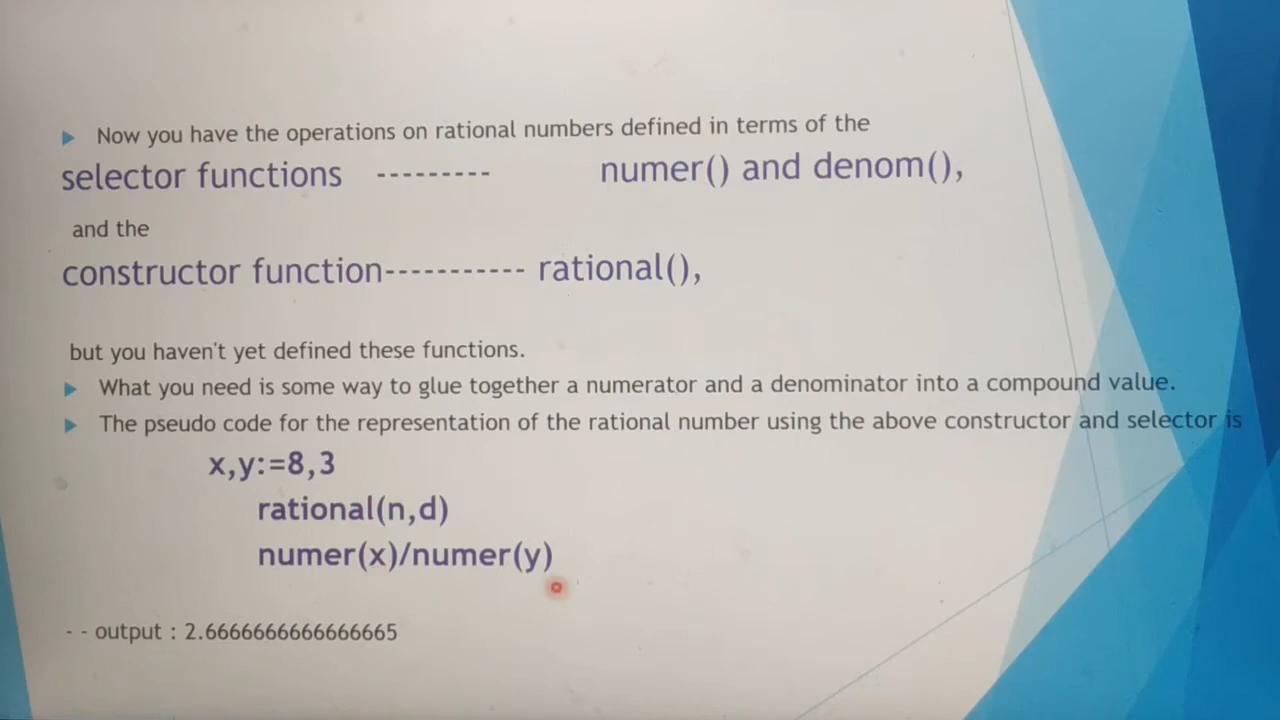 Now you have the operations on rational numbers defined in terms of the
selector functions --------- numer() and denom(),
and the
constructor function----------- rational(),
but you haven't yet defined these functions.
What you need is some way to glue together a numerator and a denominator into a compound value.
The pseudo code for the representation of the rational number using the above constructor and selector is
x,y:=8,3
rational(n,d)
numer(x)/numer(y)
- - output : 2.6666666666666665